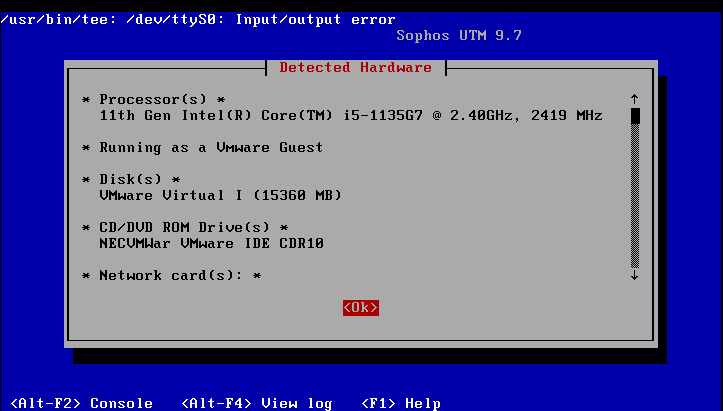 /usr/bin/tee: /dev/ttyS0: Input/output error
Sophos UTM 9.7
Detected Hardware
* Processor(s) *
11th Gen Intel(R) Core(TM) i5-1135G7 @ 2.40GHz, 2419 MHz
* Running as a Vmware Guest
* Disk(s) *
VMware Virtual I (15360 MB)
* CD/DVD ROM Drive(s) *
NECVMWar VMware IDE CDR10
* Network card(s): *
<Ok>
<Alt-F2> Console <Alt-F4> View log <F1> Help